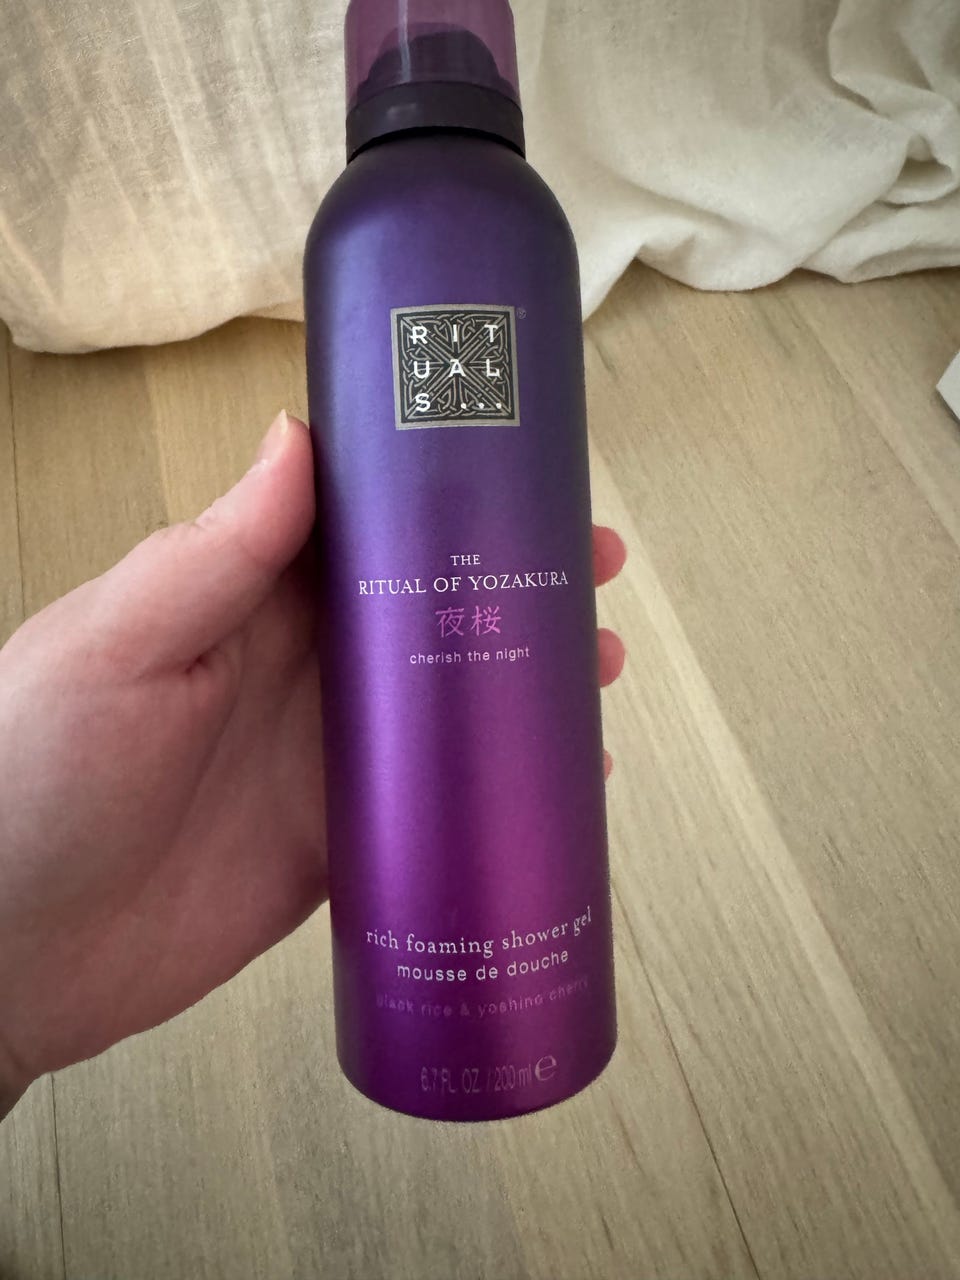 RIT
UAL
S...
®
THE
RITUAL OF YOZAKURA
夜桜
cherish the night
rich foaming shower gel
mousse de douche
black rice & yoshino cherry
6.7 FL OZ / 200 ml ℮